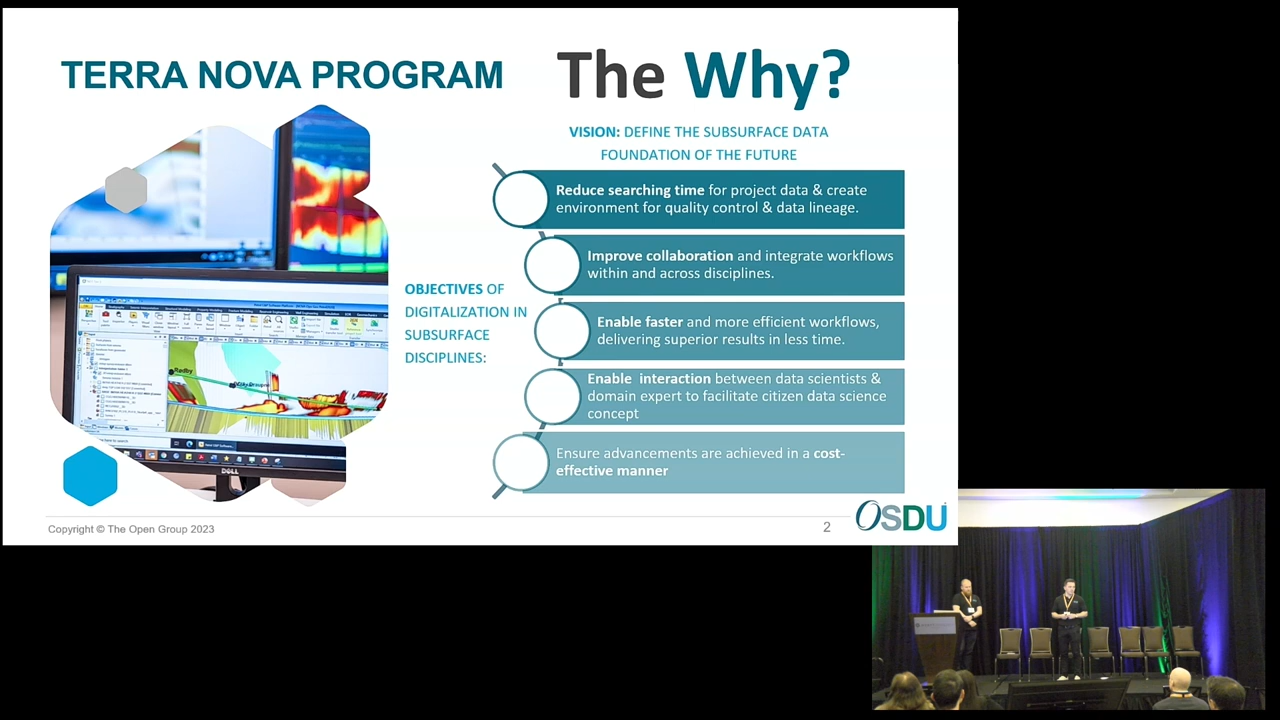 TERRA NOVA PROGRAM
The Why?
VISION: DEFINE THE SUBSURFACE DATA
FOUNDATION OF THE FUTURE
OBJECTIVES OF
DIGITALIZATION IN
SUBSURFACE
DISCIPLINES:
Reduce searching time for project data & create
environment for quality control & data lineage.
Improve collaboration and integrate workflows
within and across disciplines.
Enable faster and more efficient workflows,
delivering superior results in less time.
Enable interaction between data scientists &
domain expert to facilitate citizen data science
concept
Ensure advancements are achieved in a cost-
effective manner
Rødby
DELL
Copyright © The Open Group 2023
2
OSDU